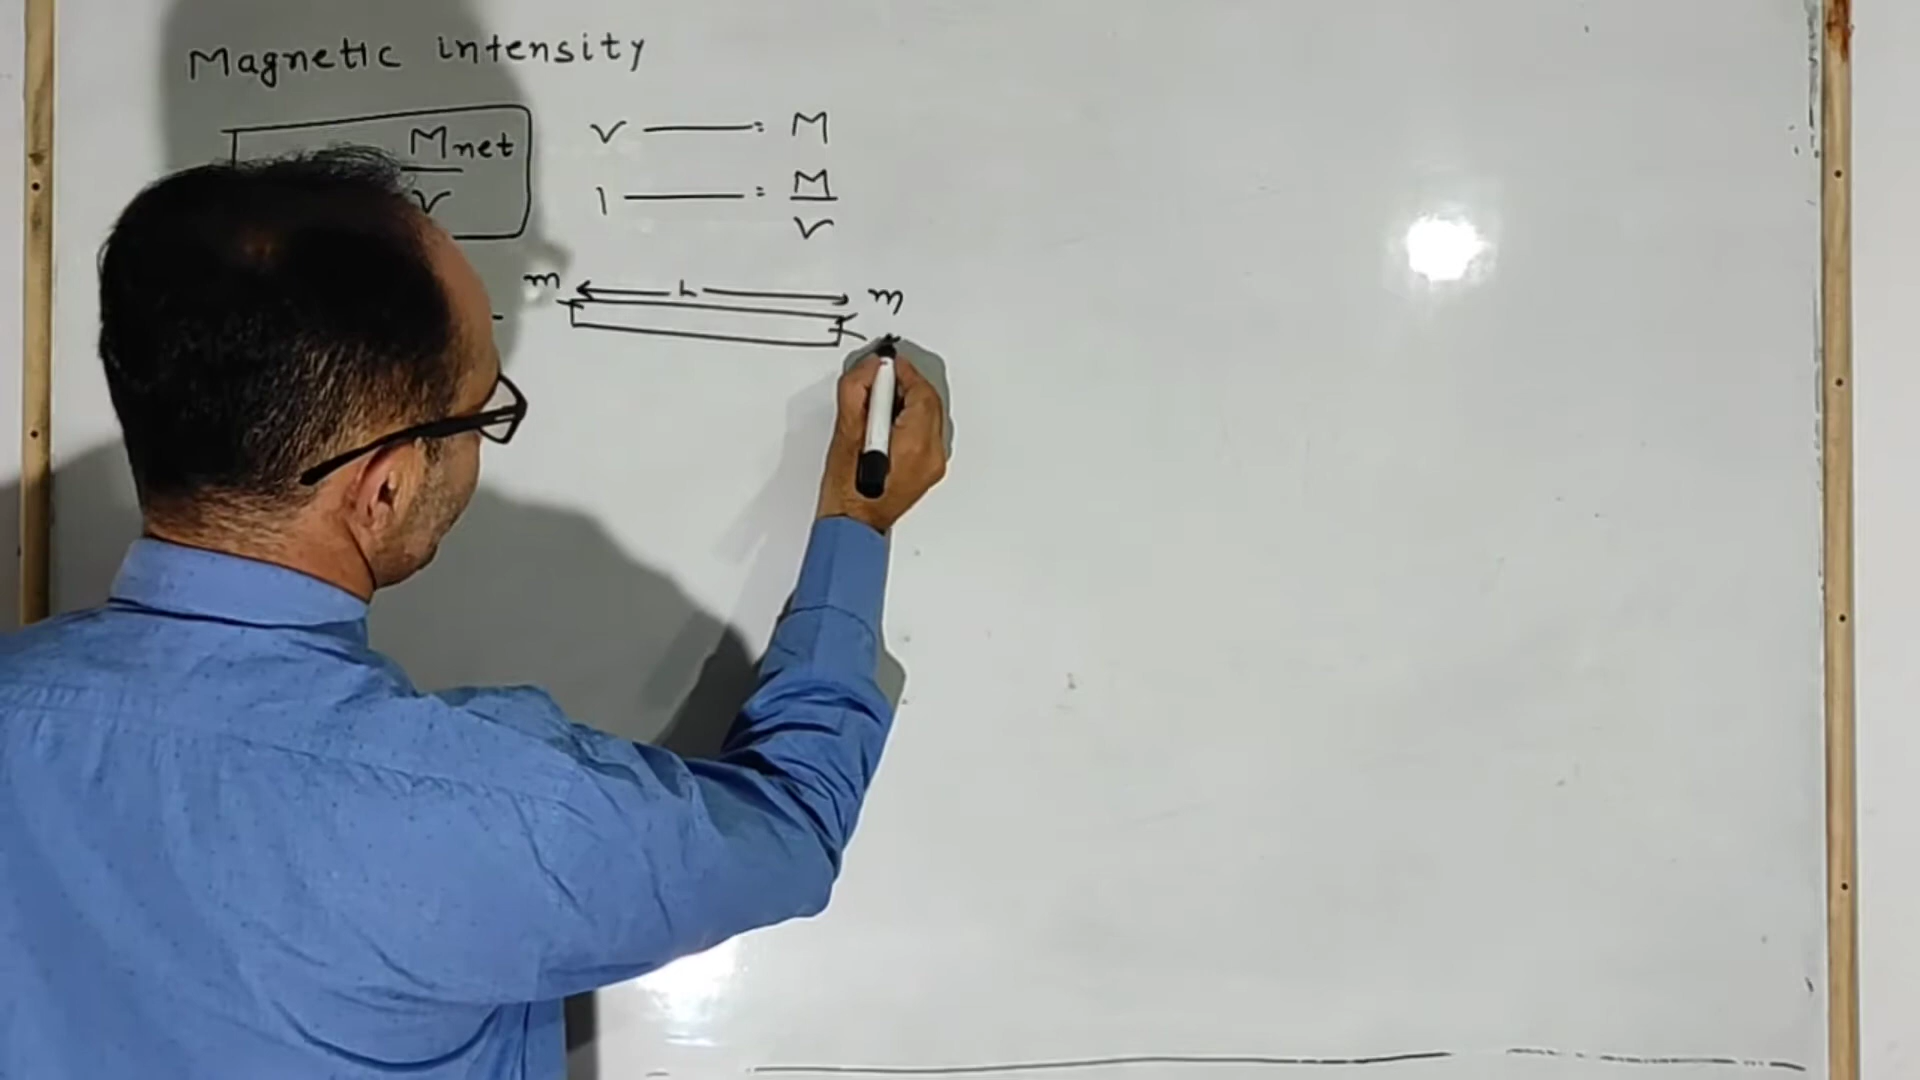 Magnetic intensity
Mnet
V
V = M
1 = M
V
m L m